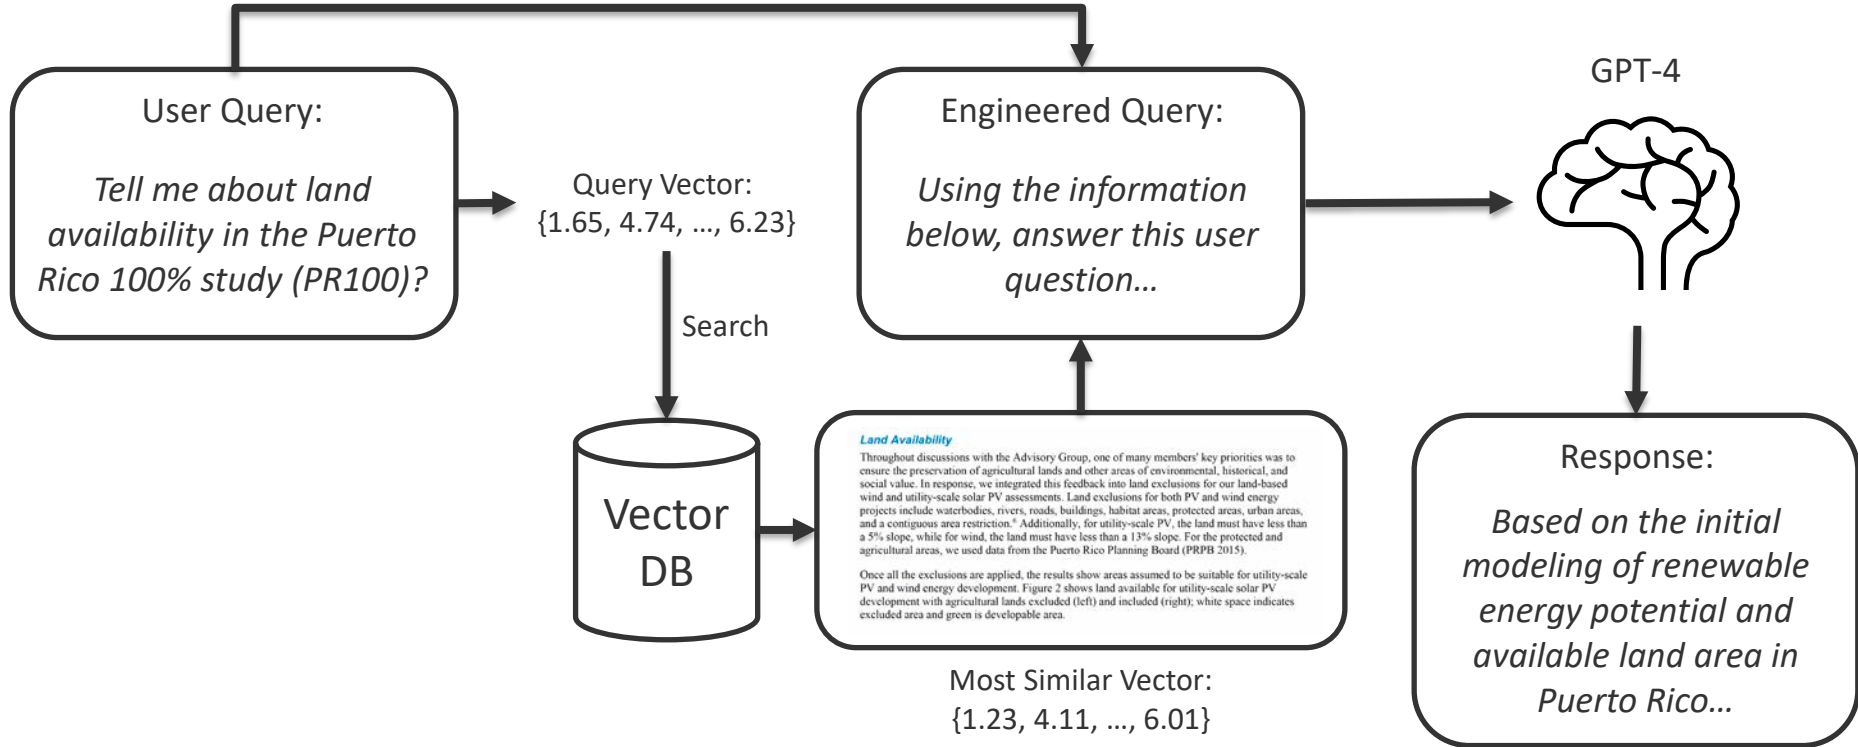 User Query:
Tell me about land
availability in the Puerto
Rico 100% study (PR100)?
Query Vector:
{1.65, 4.74, …, 6.23}
Search
Vector
DB
Land Availability
Throughout discussions with the Advisory Group, one of many members' key priorities was to
ensure the preservation of agricultural lands and other areas of environmental, historical, and
social value. In response, we integrated this feedback into land exclusions for our land-based
wind and utility-scale solar PV assessments. Land exclusions for both PV and wind energy
projects include waterbodies, rivers, roads, buildings, habitat areas, protected areas, urban areas,
and a contiguous area restriction.⁸ Additionally, for utility-scale PV, the land must have less than
a 5% slope, while for wind, the land must have less than a 13% slope. For the protected and
agricultural areas, we used data from the Puerto Rico Planning Board (PRPB 2015).
Once all the exclusions are applied, the results show areas assumed to be suitable for utility-scale
PV and wind energy development. Figure 2 shows land available for utility-scale solar PV
development with agricultural lands excluded (left) and included (right); white space indicates
excluded area and green is developable area.
Most Similar Vector:
{1.23, 4.11, …, 6.01}
Engineered Query:
Using the information
below, answer this user
question…
GPT-4
Response:
Based on the initial
modeling of renewable
energy potential and
available land area in
Puerto Rico…